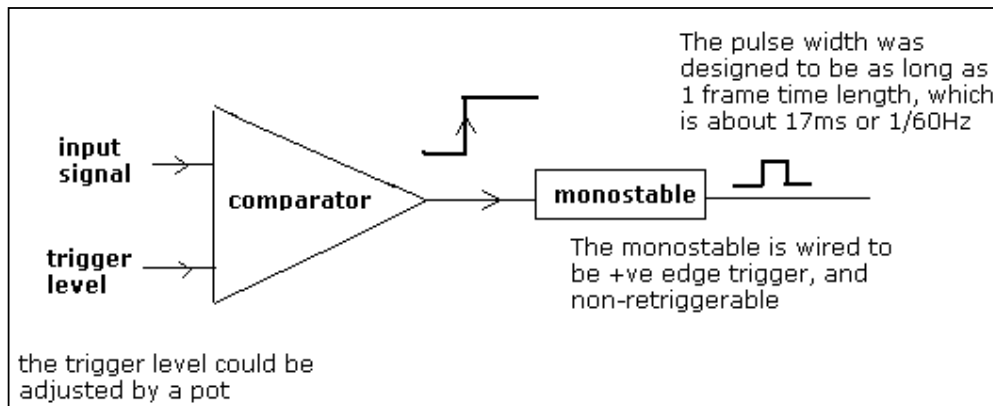 The pulse width was
designed to be as long as
1 frame time length, which
is about 17ms or 1/60Hz
input
signal
comparator
monostable
trigger
level
The monostable is wired to
be +ve edge trigger, and
non-retriggerable
the trigger level could be
adjusted by a pot